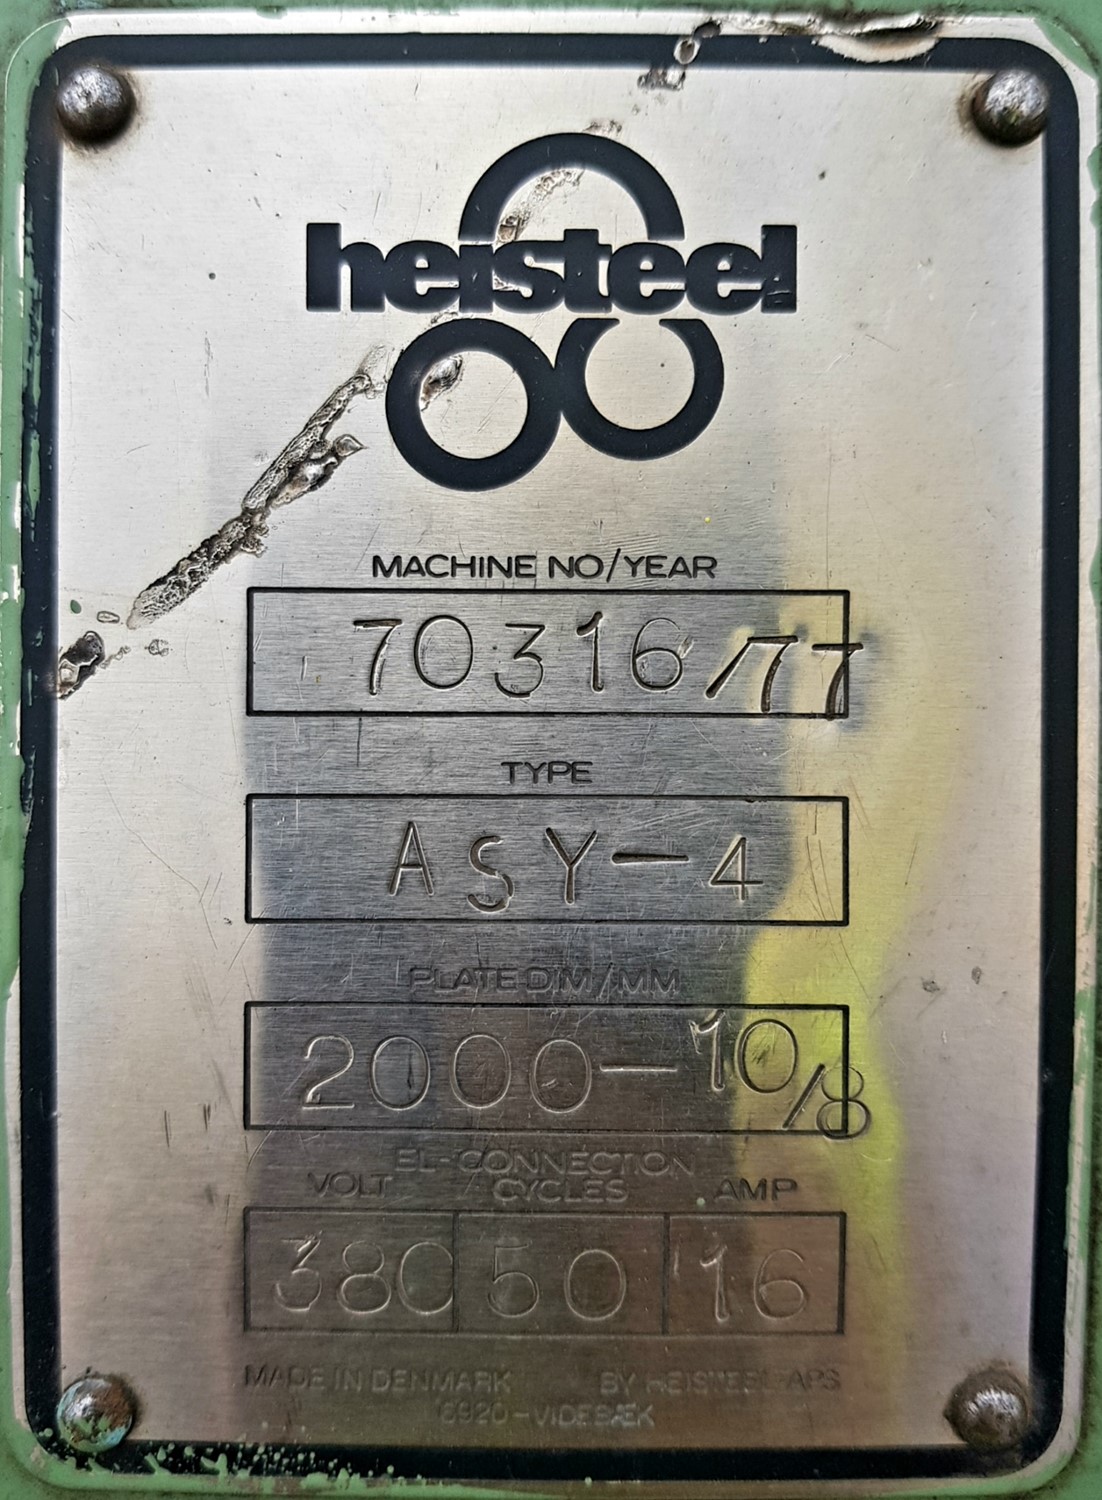 heisteel
MACHINE NO/YEAR
70316/77
TYPE
ASY-4
PLATE-DIM/MM
2000-10/8
EL-CONNECTION
VOLT CYCLES AMP
380 50 16
MADE IN DENMARK BY HEISTEEL APS
6920-VIDEBÆK